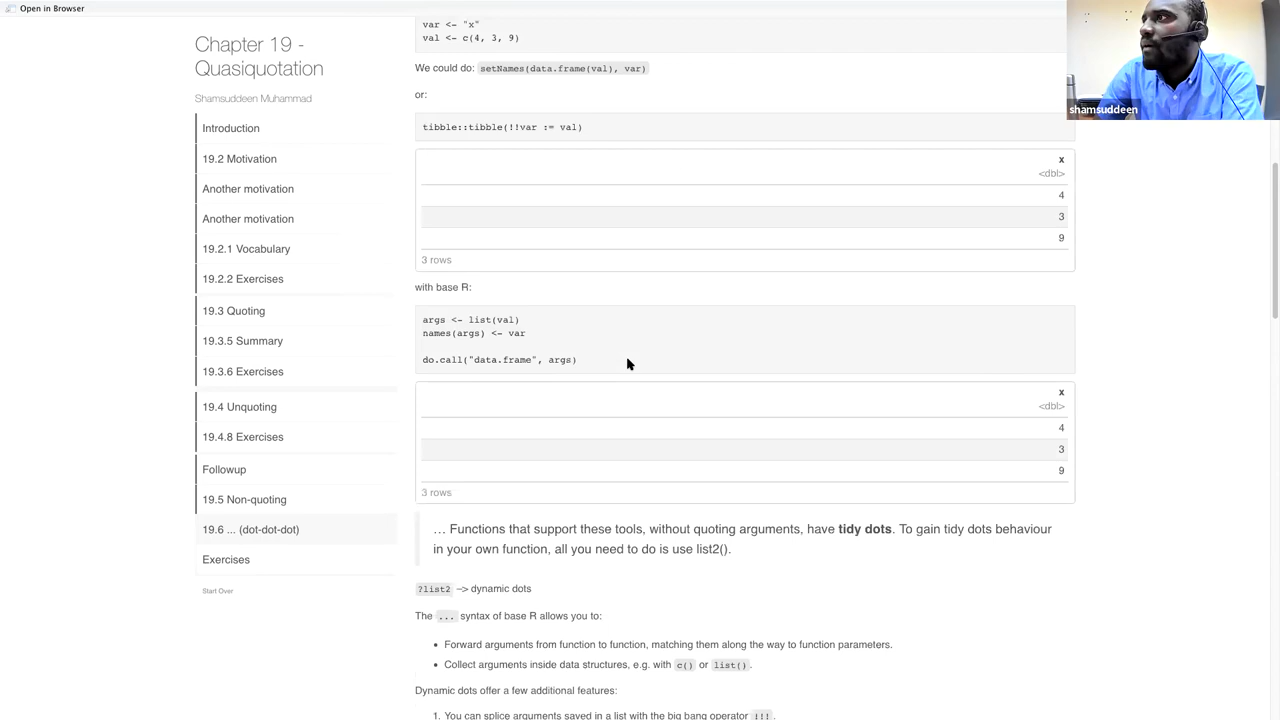 Open in Browser
Chapter 19 -
Quasiquotation
Shamsuddeen Muhammad
Introduction
19.2 Motivation
Another motivation
Another motivation
19.2.1 Vocabulary
19.2.2 Exercises
19.3 Quoting
19.3.5 Summary
19.3.6 Exercises
19.4 Unquoting
19.4.8 Exercises
Followup
19.5 Non-quoting
19.6 ... (dot-dot-dot)
Exercises
Start Over
var <- "x"
val <- c(4, 3, 9)
We could do: setNames(data.frame(val), var)
or:
tibble::tibble(!!var := val)
x
<dbl>
4
3
9
3 rows
with base R:
args <- list(val)
names(args) <- var
do.call("data.frame", args)
x
<dbl>
4
3
9
3 rows
… Functions that support these tools, without quoting arguments, have tidy dots. To gain tidy dots behaviour
in your own function, all you need to do is use list2().
?list2 –> dynamic dots
The ... syntax of base R allows you to:
• Forward arguments from function to function, matching them along the way to function parameters.
• Collect arguments inside data structures, e.g. with c() or list().
Dynamic dots offer a few additional features:
1. You can splice arguments saved in a list with the big bang operator !!!.
shamsuddeen